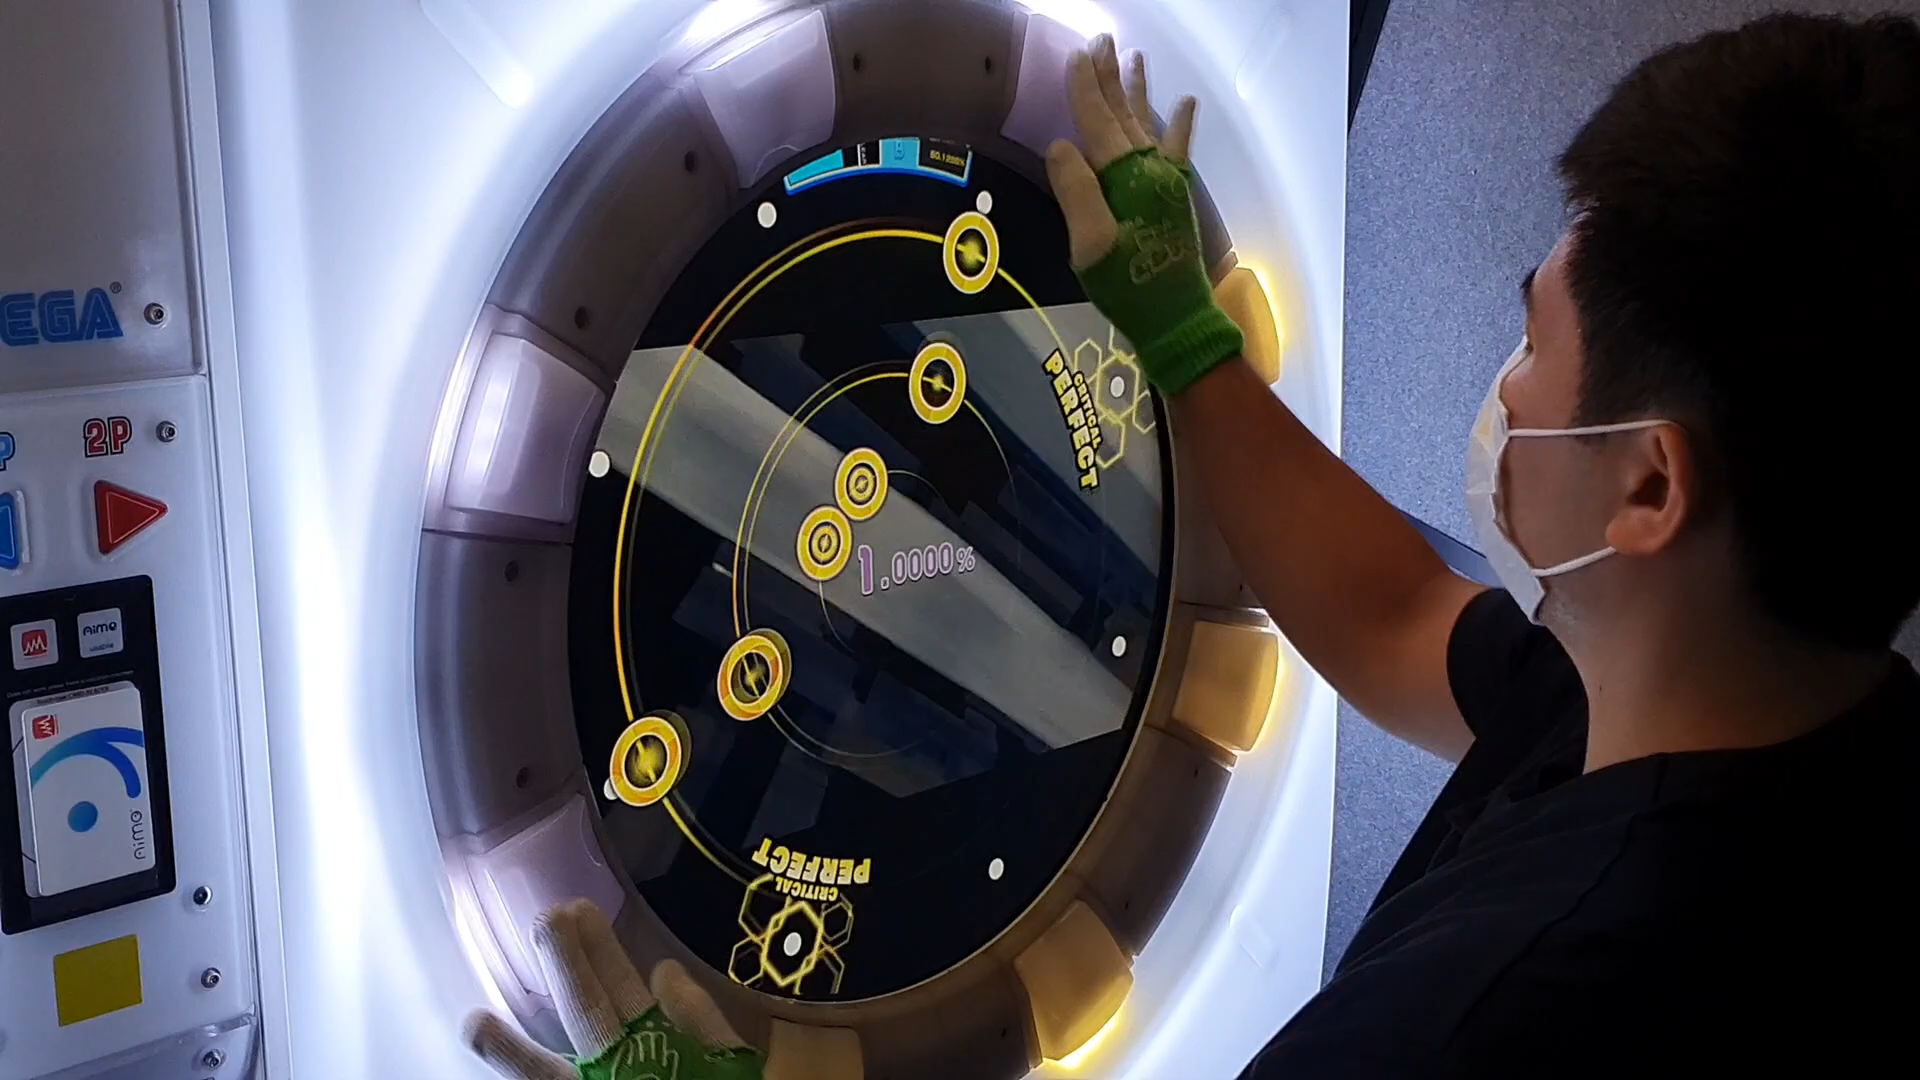 EGA®
P
2P
Aime
Aime
1.0000%
CRITICAL
PERFECT
CRITICAL
PERFECT